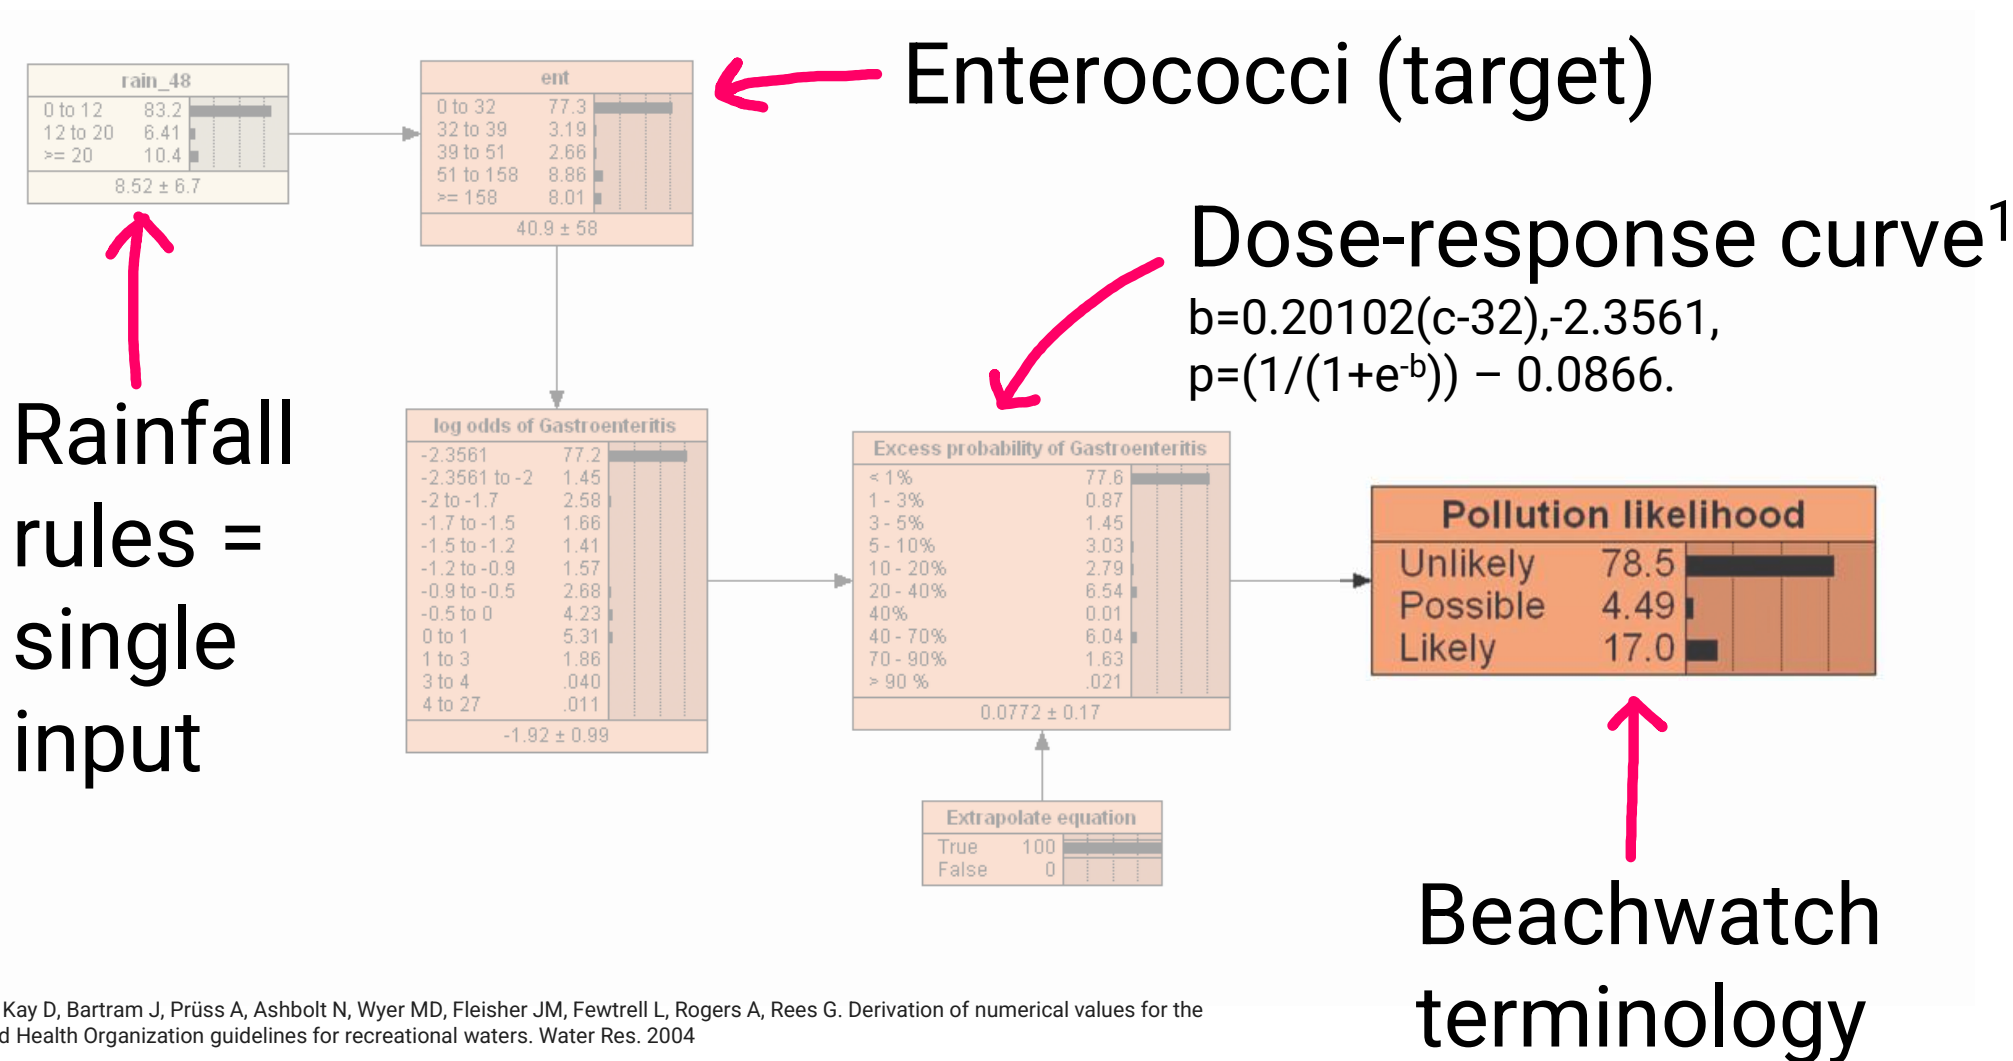 Enterococci (target)
rain_48
0 to 12 83.2
12 to 20 6.41
>= 20 10.4
8.52 ± 6.7
ent
0 to 32 77.3
32 to 39 3.19
39 to 51 2.66
51 to 158 8.86
>= 158 8.01
40.9 ± 58
Dose-response curve¹
b=0.20102(c-32),-2.3561,
p=(1/(1+e⁻ᵇ)) – 0.0866.
Rainfall
rules =
single
input
log odds of Gastroenteritis
-2.3561 77.2
-2.3561 to -2 1.45
-2 to -1.7 2.58
-1.7 to -1.5 1.66
-1.5 to -1.2 1.41
-1.2 to -0.9 1.57
-0.9 to -0.5 2.68
-0.5 to 0 4.23
0 to 1 5.31
1 to 3 1.86
3 to 4 .040
4 to 27 .011
-1.92 ± 0.99
Excess probability of Gastroenteritis
< 1% 77.6
1 - 3% 0.87
3 - 5% 1.45
5 - 10% 3.03
10 - 20% 2.79
20 - 40% 6.54
40% 0.01
40 - 70% 6.04
70 - 90% 1.63
> 90 % .021
0.0772 ± 0.17
Pollution likelihood
Unlikely 78.5
Possible 4.49
Likely 17.0
Extrapolate equation
True 100
False 0
Beachwatch
terminology
Kay D, Bartram J, Prüss A, Ashbolt N, Wyer MD, Fleisher JM, Fewtrell L, Rogers A, Rees G. Derivation of numerical values for the
d Health Organization guidelines for recreational waters. Water Res. 2004